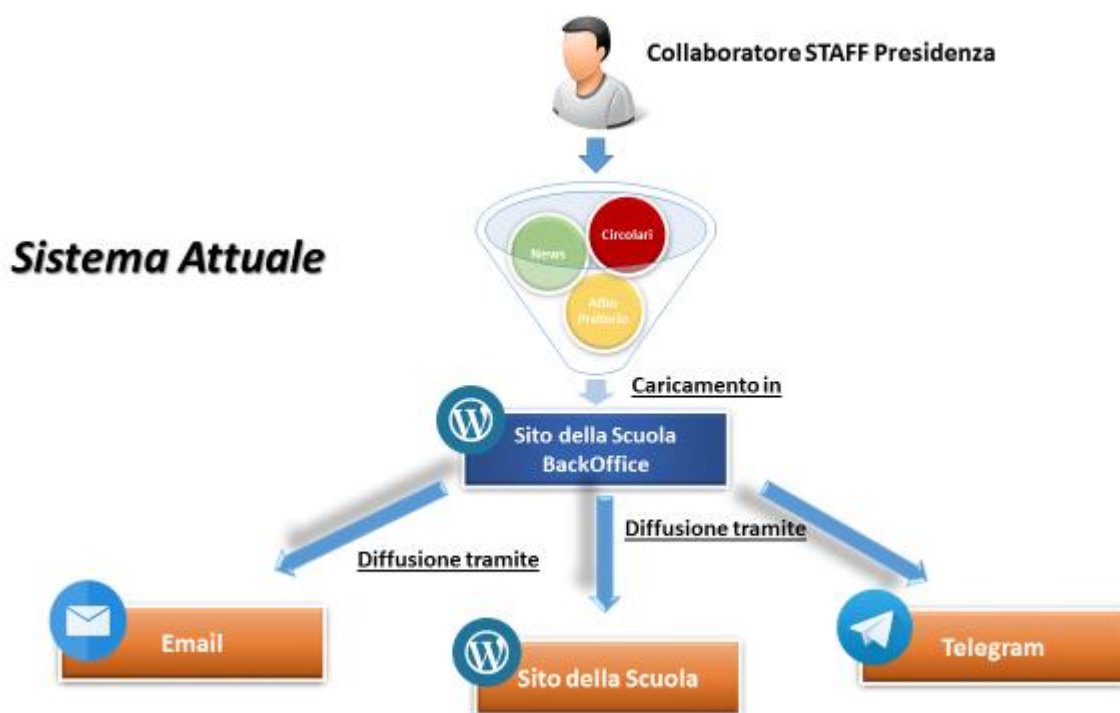 Collaboratore STAFF Presidenza
Circolari
News
Albo
Pretorio
Sistema Attuale
Caricamento in
Sito della Scuola
BackOffice
Diffusione tramite
Diffusione tramite
Email
Sito della Scuola
Telegram